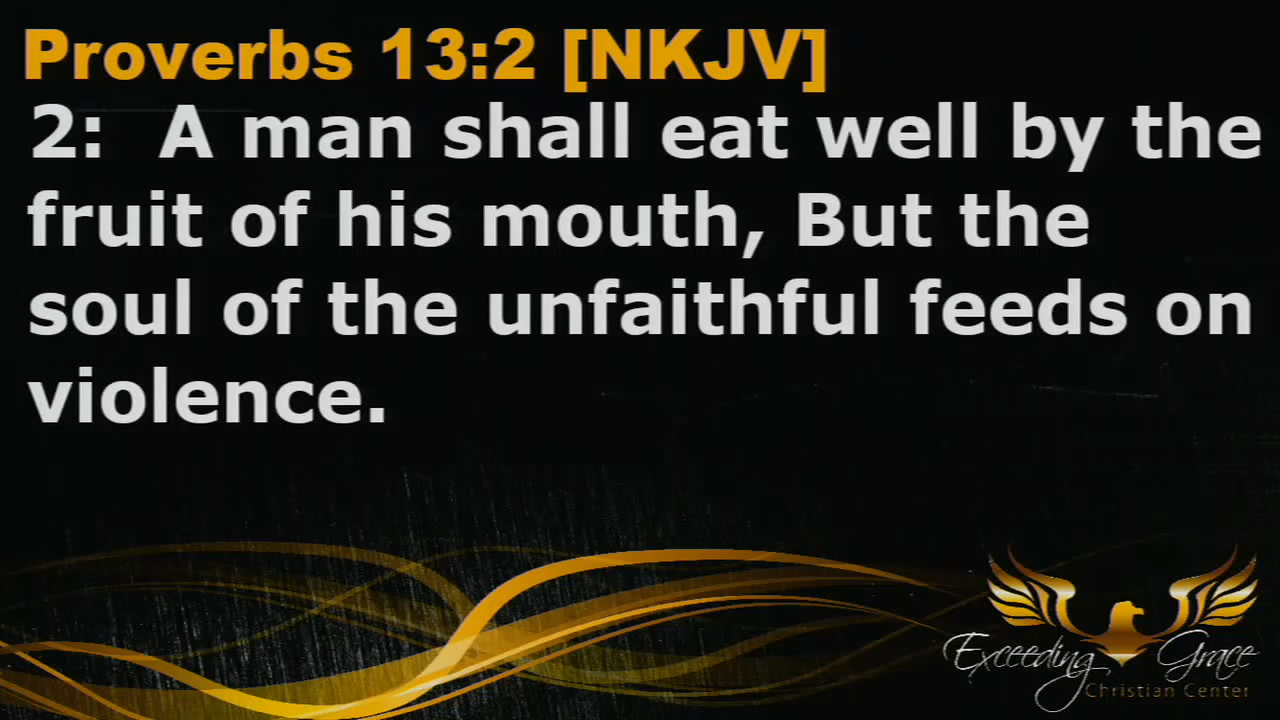 Proverbs 13:2 [NKJV]
2:  A man shall eat well by the
fruit of his mouth, But the
soul of the unfaithful feeds on
violence.
Exceeding Grace
Christian Center